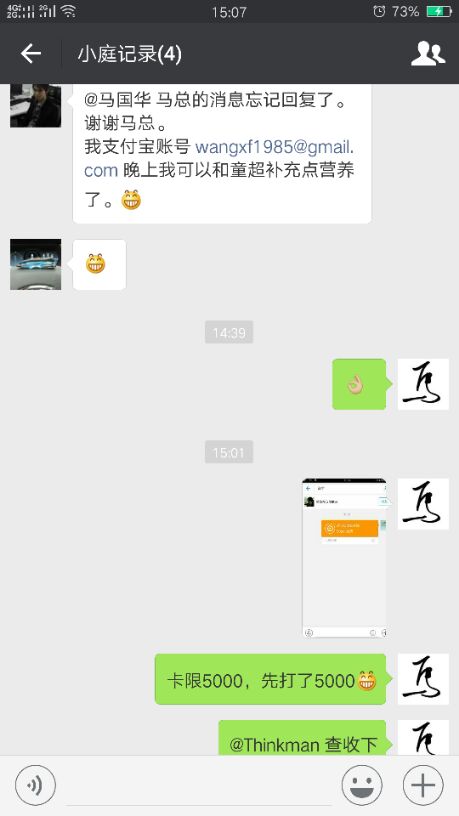 4G 2G 2G 15:07 73%
小庭记录(4)
@马国华 马总的消息忘记回复了。
谢谢马总。
我支付宝账号 wangxf1985@gmail.
com 晚上我可以和童超补充点营养
了。😁
😁
14:39
👌🏼
15:01
卡限5000，先打了5000😁
@Thinkman 查收下